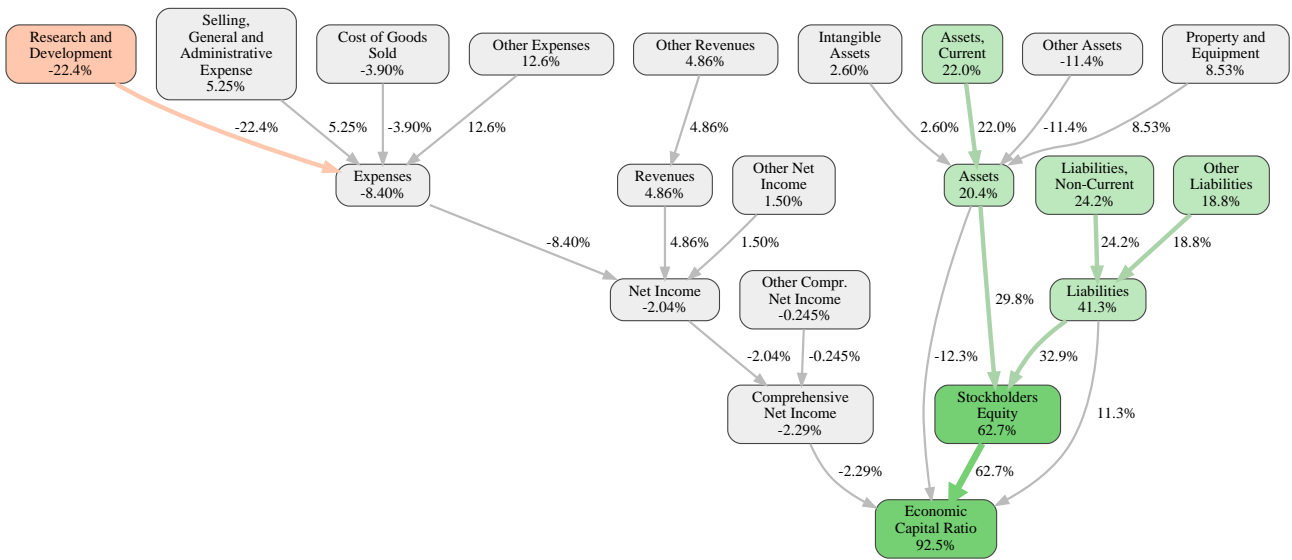 Research and
Development
-22.4%
Selling,
General and
Administrative
Expense
5.25%
Cost of Goods
Sold
-3.90%
Other Expenses
12.6%
Other Revenues
4.86%
Intangible
Assets
2.60%
Assets,
Current
22.0%
Other Assets
-11.4%
Property and
Equipment
8.53%
-22.4%
5.25%
-3.90%
12.6%
4.86%
2.60%
22.0%
-11.4%
8.53%
Expenses
-8.40%
Revenues
4.86%
Other Net
Income
1.50%
Assets
20.4%
Liabilities,
Non-Current
24.2%
Other
Liabilities
18.8%
-8.40%
4.86%
1.50%
24.2%
18.8%
Net Income
-2.04%
Other Compr.
Net Income
-0.245%
29.8%
Liabilities
41.3%
-2.04%
-0.245%
-12.3%
32.9%
Comprehensive
Net Income
-2.29%
Stockholders
Equity
62.7%
11.3%
-2.29%
62.7%
Economic
Capital Ratio
92.5%